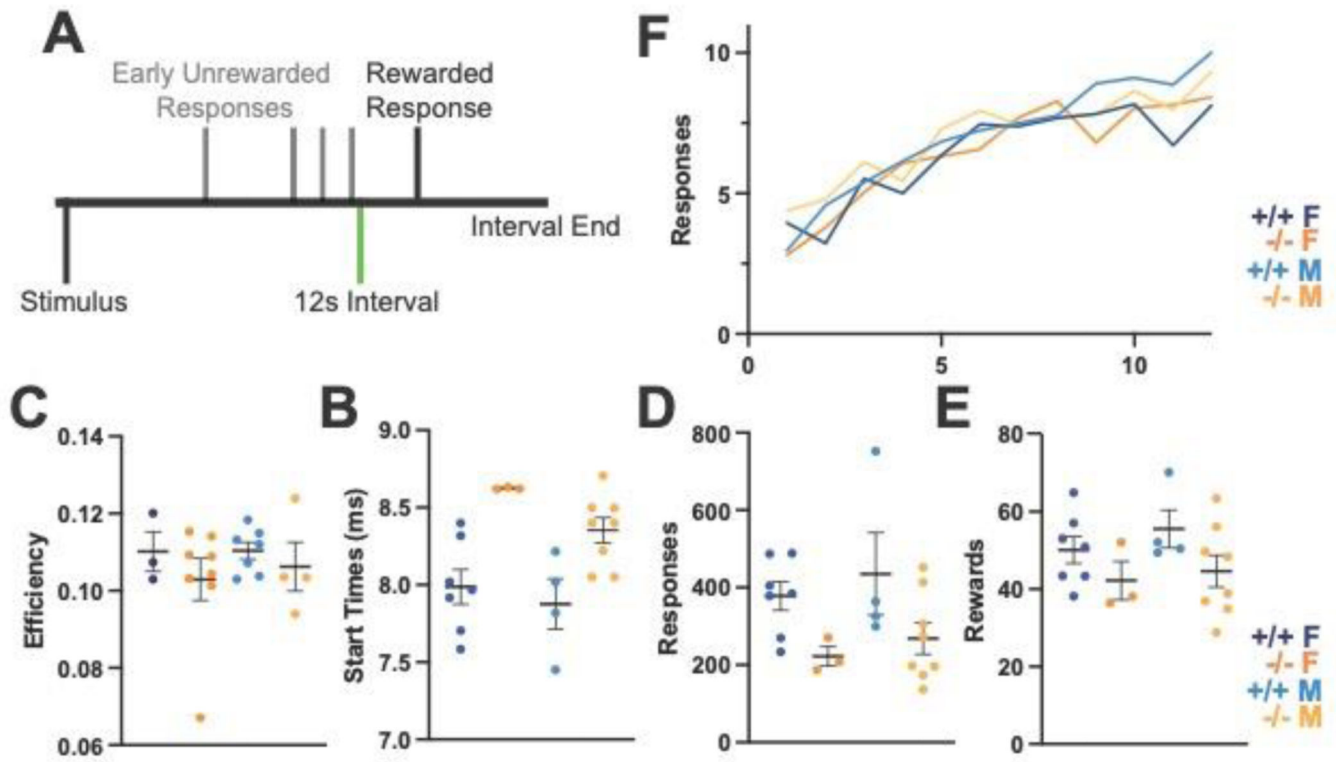 A
Early Unrewarded
Responses
Rewarded
Response
Interval End
Stimulus
12s Interval
F
Responses
10
5
0
0
5
10
+/+ F
-/- F
+/+ M
-/- M
C
Efficiency
0.14
0.12
0.10
0.08
0.06
B
Start Times (ms)
9.0
8.5
8.0
7.5
7.0
D
Responses
800
600
400
200
0
E
Rewards
80
60
40
20
0
+/+ F
-/- F
+/+ M
-/- M